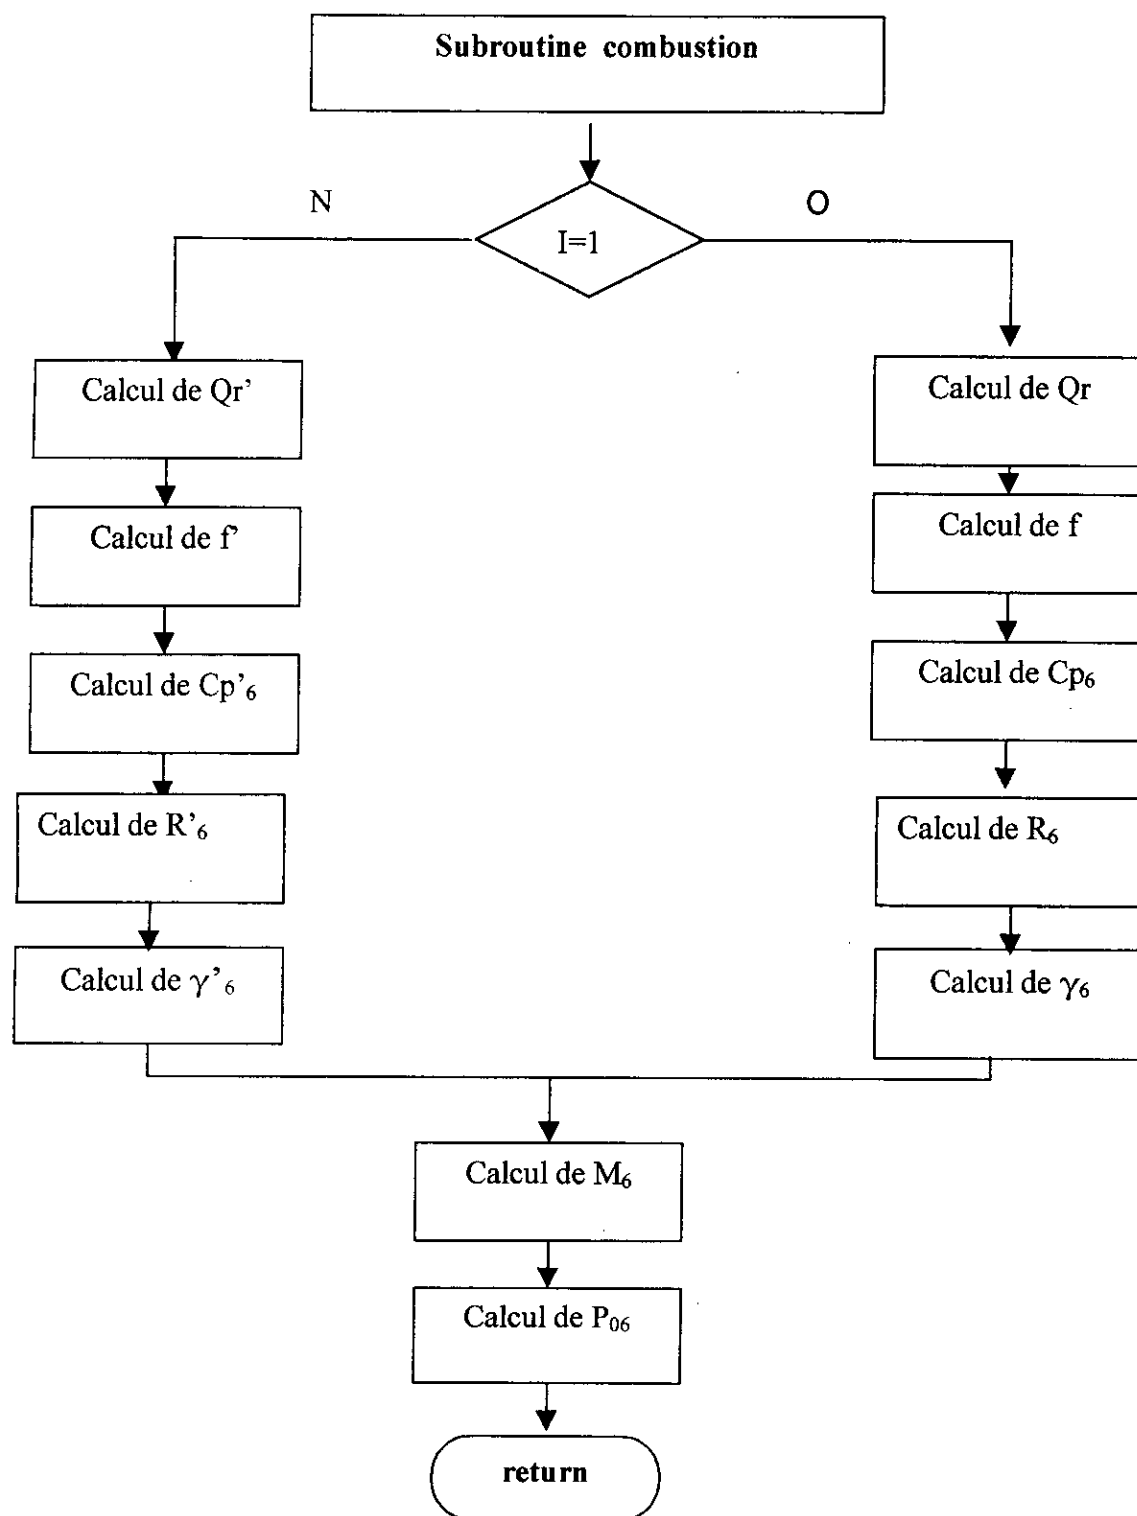 Subroutine combustion
N
O
I=1
Calcul de Qr’
Calcul de Qr
Calcul de f’
Calcul de f
Calcul de Cp’₆
Calcul de Cp₆
Calcul de R’₆
Calcul de R₆
Calcul de γ’₆
Calcul de γ₆
Calcul de M₆
Calcul de P₀₆
return